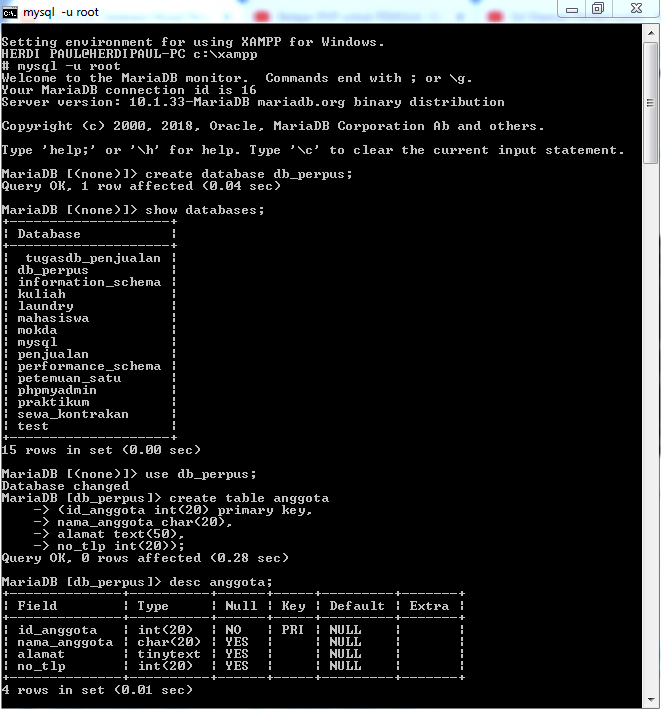 mysql  -u root
Setting environment for using XAMPP for Windows.
HERDI PAUL@HERDIPAUL-PC c:\xampp
# mysql -u root
Welcome to the MariaDB monitor.  Commands end with ; or \g.
Your MariaDB connection id is 16
Server version: 10.1.33-MariaDB mariadb.org binary distribution
Copyright (c) 2000, 2018, Oracle, MariaDB Corporation Ab and others.
Type 'help;' or '\h' for help. Type '\c' to clear the current input statement.
MariaDB [(none)]> create database db_perpus;
Query OK, 1 row affected (0.04 sec)
MariaDB [(none)]> show databases;
+--------------------+
| Database           |
+--------------------+
|  tugasdb_penjualan |
| db_perpus          |
| information_schema |
| kuliah             |
| laundry            |
| mahasiswa          |
| mokda              |
| mysql              |
| penjualan          |
| performance_schema |
| petemuan_satu      |
| phpmyadmin         |
| praktikum          |
| sewa_kontrakan     |
| test               |
+--------------------+
15 rows in set (0.00 sec)
MariaDB [(none)]> use db_perpus;
Database changed
MariaDB [db_perpus]> create table anggota
    -> (id_anggota int(20) primary key,
    -> nama_anggota char(20),
    -> alamat text(50),
    -> no_tlp int(20));
Query OK, 0 rows affected (0.28 sec)
MariaDB [db_perpus]> desc anggota;
+--------------+----------+------+-----+---------+-------+
| Field        | Type     | Null | Key | Default | Extra |
+--------------+----------+------+-----+---------+-------+
| id_anggota   | int(20)  | NO   | PRI | NULL    |       |
| nama_anggota | char(20) | YES  |     | NULL    |       |
| alamat       | tinytext | YES  |     | NULL    |       |
| no_tlp       | int(20)  | YES  |     | NULL    |       |
+--------------+----------+------+-----+---------+-------+
4 rows in set (0.01 sec)